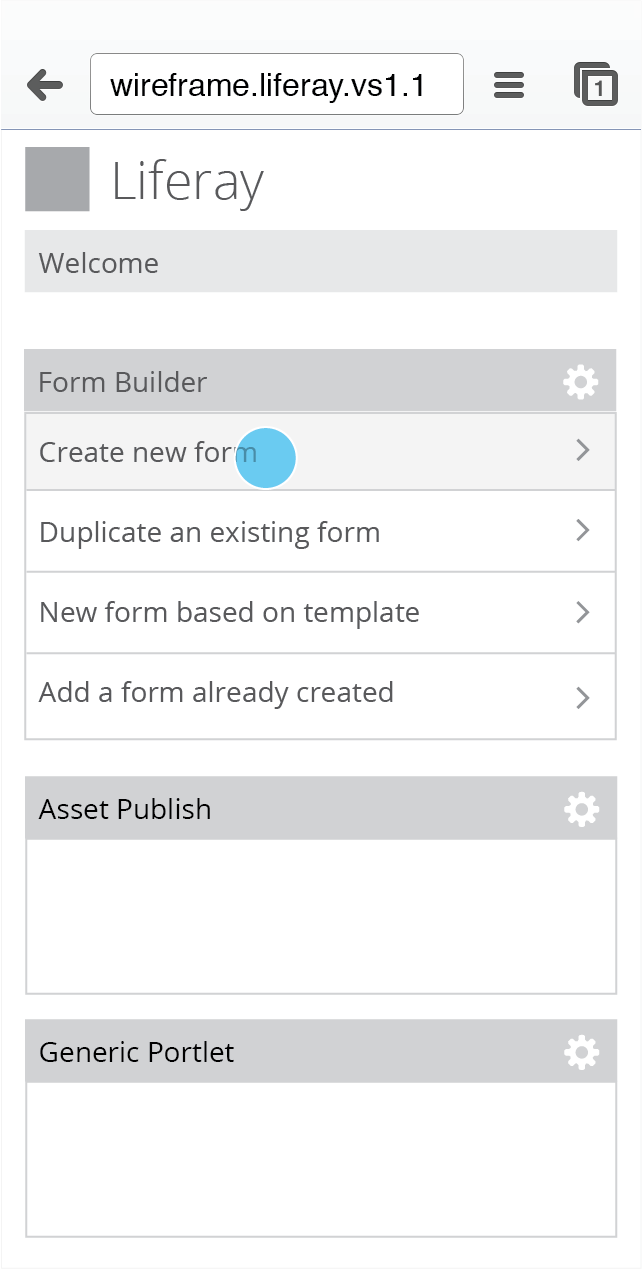 wireframe.liferay.vs1.1
1
Liferay
Welcome
Form Builder
Create new form
Duplicate an existing form
New form based on template
Add a form already created
Asset Publish
Generic Portlet